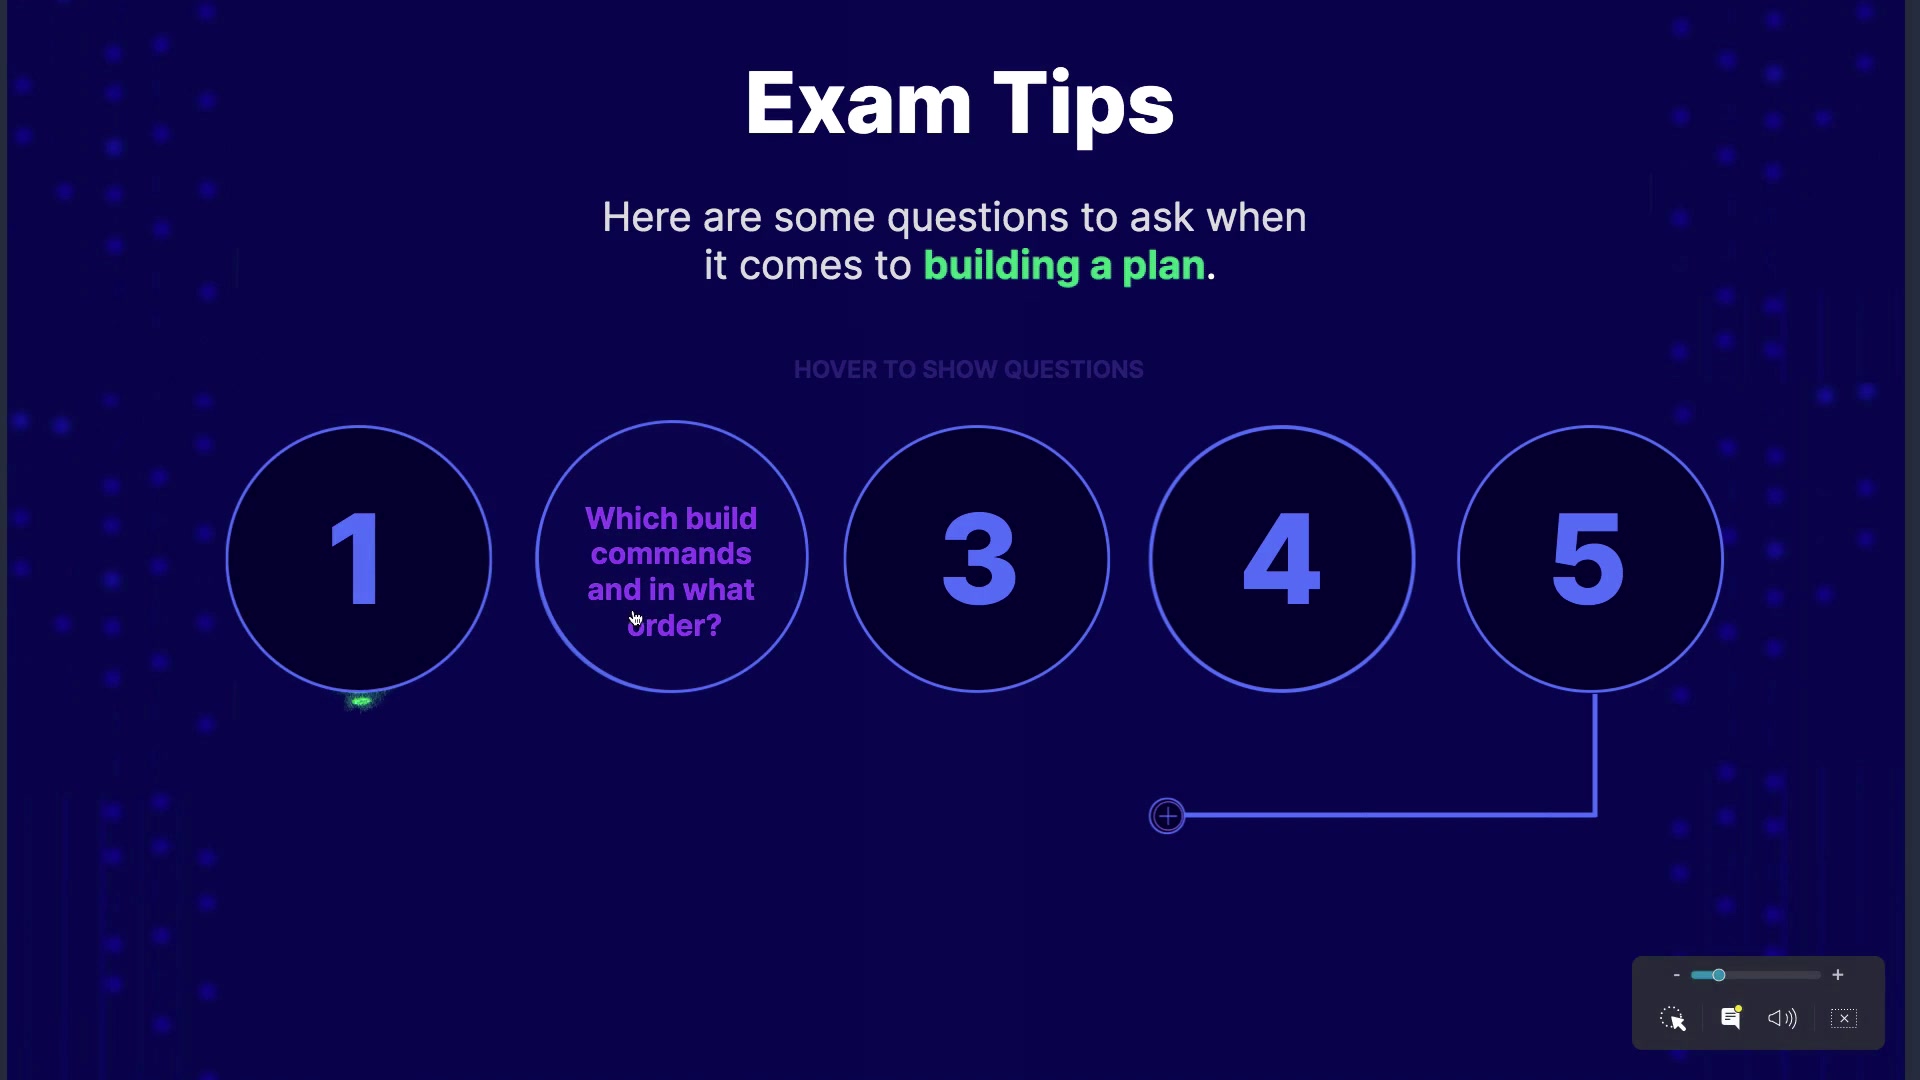 Exam Tips
Here are some questions to ask when
it comes to building a plan.
HOVER TO SHOW QUESTIONS
1
Which build
commands
and in what
order?
3
4
5
- +